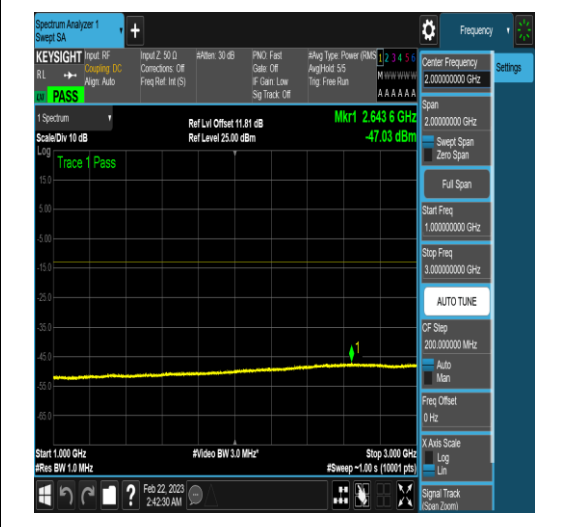 Spectrum Analyzer 1
Swept SA
+
Frequency
KEYSIGHT
RL
Input: RF
Coupling: DC
Align: Auto
Input Z: 50 Ω
Corrections: Off
Freq Ref: Int (S)
#Atten: 30 dB
PNO: Fast
Gate: Off
IF Gain: Low
Sig Track: Off
#Avg Type: Power (RMS
Avg|Hold: 5/5
Trig: Free Run
1 2 3 4 5 6
M W W W W W
A A A A A A
PASS
1 Spectrum
Scale/Div 10 dB
Ref Lvl Offset 11.81 dB
Ref Level 25.00 dBm
Mkr1 2.643 6 GHz
-47.03 dBm
Log
Trace 1 Pass
15.0
5.00
-5.00
-15.0
-25.0
-35.0
-45.0
-55.0
-65.0
1
Start 1.000 GHz
#Res BW 1.0 MHz
#Video BW 3.0 MHz*
Stop 3.000 GHz
#Sweep ~1.00 s (10001 pts)
Feb 22, 2023
2:42:30 AM
?
Settings
Center Frequency
2.000000000 GHz
Span
2.00000000 GHz
Swept Span
Zero Span
Full Span
Start Freq
1.000000000 GHz
Stop Freq
3.000000000 GHz
AUTO TUNE
CF Step
200.000000 MHz
Auto
Man
Freq Offset
0 Hz
X Axis Scale
Log
Lin
Signal Track
(Span Zoom)